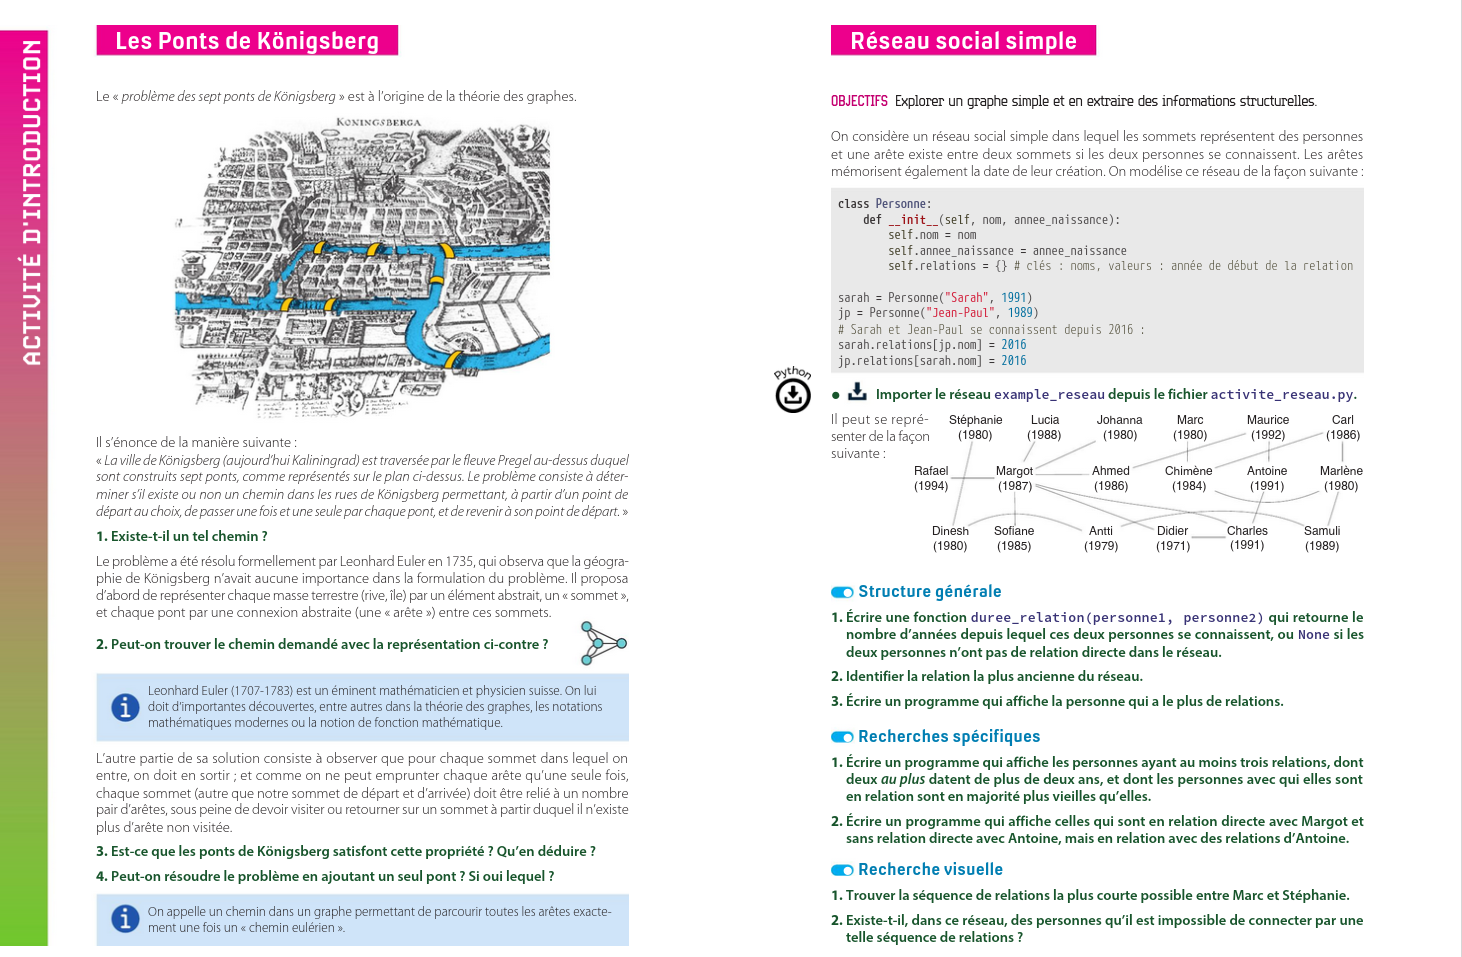 ACTIVITÉ D'INTRODUCTION
Les Ponts de Königsberg
Le « problème des sept ponts de Königsberg » est à l’origine de la théorie des graphes.
KONINGSBERGA
Il s’énonce de la manière suivante :
« La ville de Königsberg (aujourd’hui Kaliningrad) est traversée par le fleuve Pregel au-dessus duquel
sont construits sept ponts, comme représentés sur le plan ci-dessus. Le problème consiste à déter-
miner s’il existe ou non un chemin dans les rues de Königsberg permettant, à partir d’un point de
départ au choix, de passer une fois et une seule par chaque pont, et de revenir à son point de départ. »
1. Existe-t-il un tel chemin ?
Le problème a été résolu formellement par Leonhard Euler en 1735, qui observa que la géogra-
phie de Königsberg n’avait aucune importance dans la formulation du problème. Il proposa
d’abord de représenter chaque masse terrestre (rive, île) par un élément abstrait, un « sommet »,
et chaque pont par une connexion abstraite (une « arête ») entre ces sommets.
2. Peut-on trouver le chemin demandé avec la représentation ci-contre ?
i
Leonhard Euler (1707-1783) est un éminent mathématicien et physicien suisse. On lui
doit d’importantes découvertes, entre autres dans la théorie des graphes, les notations
mathématiques modernes ou la notion de fonction mathématique.
L’autre partie de sa solution consiste à observer que pour chaque sommet dans lequel on
entre, on doit en sortir ; et comme on ne peut emprunter chaque arête qu’une seule fois,
chaque sommet (autre que notre sommet de départ et d’arrivée) doit être relié à un nombre
pair d’arêtes, sous peine de devoir visiter ou retourner sur un sommet à partir duquel il n’existe
plus d’arête non visitée.
3. Est-ce que les ponts de Königsberg satisfont cette propriété ? Qu’en déduire ?
4. Peut-on résoudre le problème en ajoutant un seul pont ? Si oui lequel ?
i
On appelle un chemin dans un graphe permettant de parcourir toutes les arêtes exacte-
ment une fois un « chemin eulérien ».
Réseau social simple
OBJECTIFS Explorer un graphe simple et en extraire des informations structurelles.
On considère un réseau social simple dans lequel les sommets représentent des personnes
et une arête existe entre deux sommets si les deux personnes se connaissent. Les arêtes
mémorisent également la date de leur création. On modélise ce réseau de la façon suivante :
class Personne:
    def __init__(self, nom, annee_naissance):
        self.nom = nom
        self.annee_naissance = annee_naissance
        self.relations = {} # clés : noms, valeurs : année de début de la relation
sarah = Personne("Sarah", 1991)
jp = Personne("Jean-Paul", 1989)
# Sarah et Jean-Paul se connaissent depuis 2016 :
sarah.relations[jp.nom] = 2016
jp.relations[sarah.nom] = 2016
Python
• Importer le réseau example_reseau depuis le fichier activite_reseau.py.
Il peut se repré-
senter de la façon
suivante :
Stéphanie Lucia Johanna Marc Maurice Carl
(1980) (1988) (1980) (1980) (1992) (1986)
Rafael Margot Ahmed Chimène Antoine Marlène
(1994) (1987) (1986) (1984) (1991) (1980)
Dinesh Sofiane Antti Didier Charles Samuli
(1980) (1985) (1979) (1971) (1991) (1989)
Structure générale
1. Écrire une fonction duree_relation(personne1, personne2) qui retourne le
nombre d’années depuis lequel ces deux personnes se connaissent, ou None si les
deux personnes n’ont pas de relation directe dans le réseau.
2. Identifier la relation la plus ancienne du réseau.
3. Écrire un programme qui affiche la personne qui a le plus de relations.
Recherches spécifiques
1. Écrire un programme qui affiche les personnes ayant au moins trois relations, dont
deux au plus datent de plus de deux ans, et dont les personnes avec qui elles sont
en relation sont en majorité plus vieilles qu’elles.
2. Écrire un programme qui affiche celles qui sont en relation directe avec Margot et
sans relation directe avec Antoine, mais en relation avec des relations d’Antoine.
Recherche visuelle
1. Trouver la séquence de relations la plus courte possible entre Marc et Stéphanie.
2. Existe-t-il, dans ce réseau, des personnes qu’il est impossible de connecter par une
telle séquence de relations ?